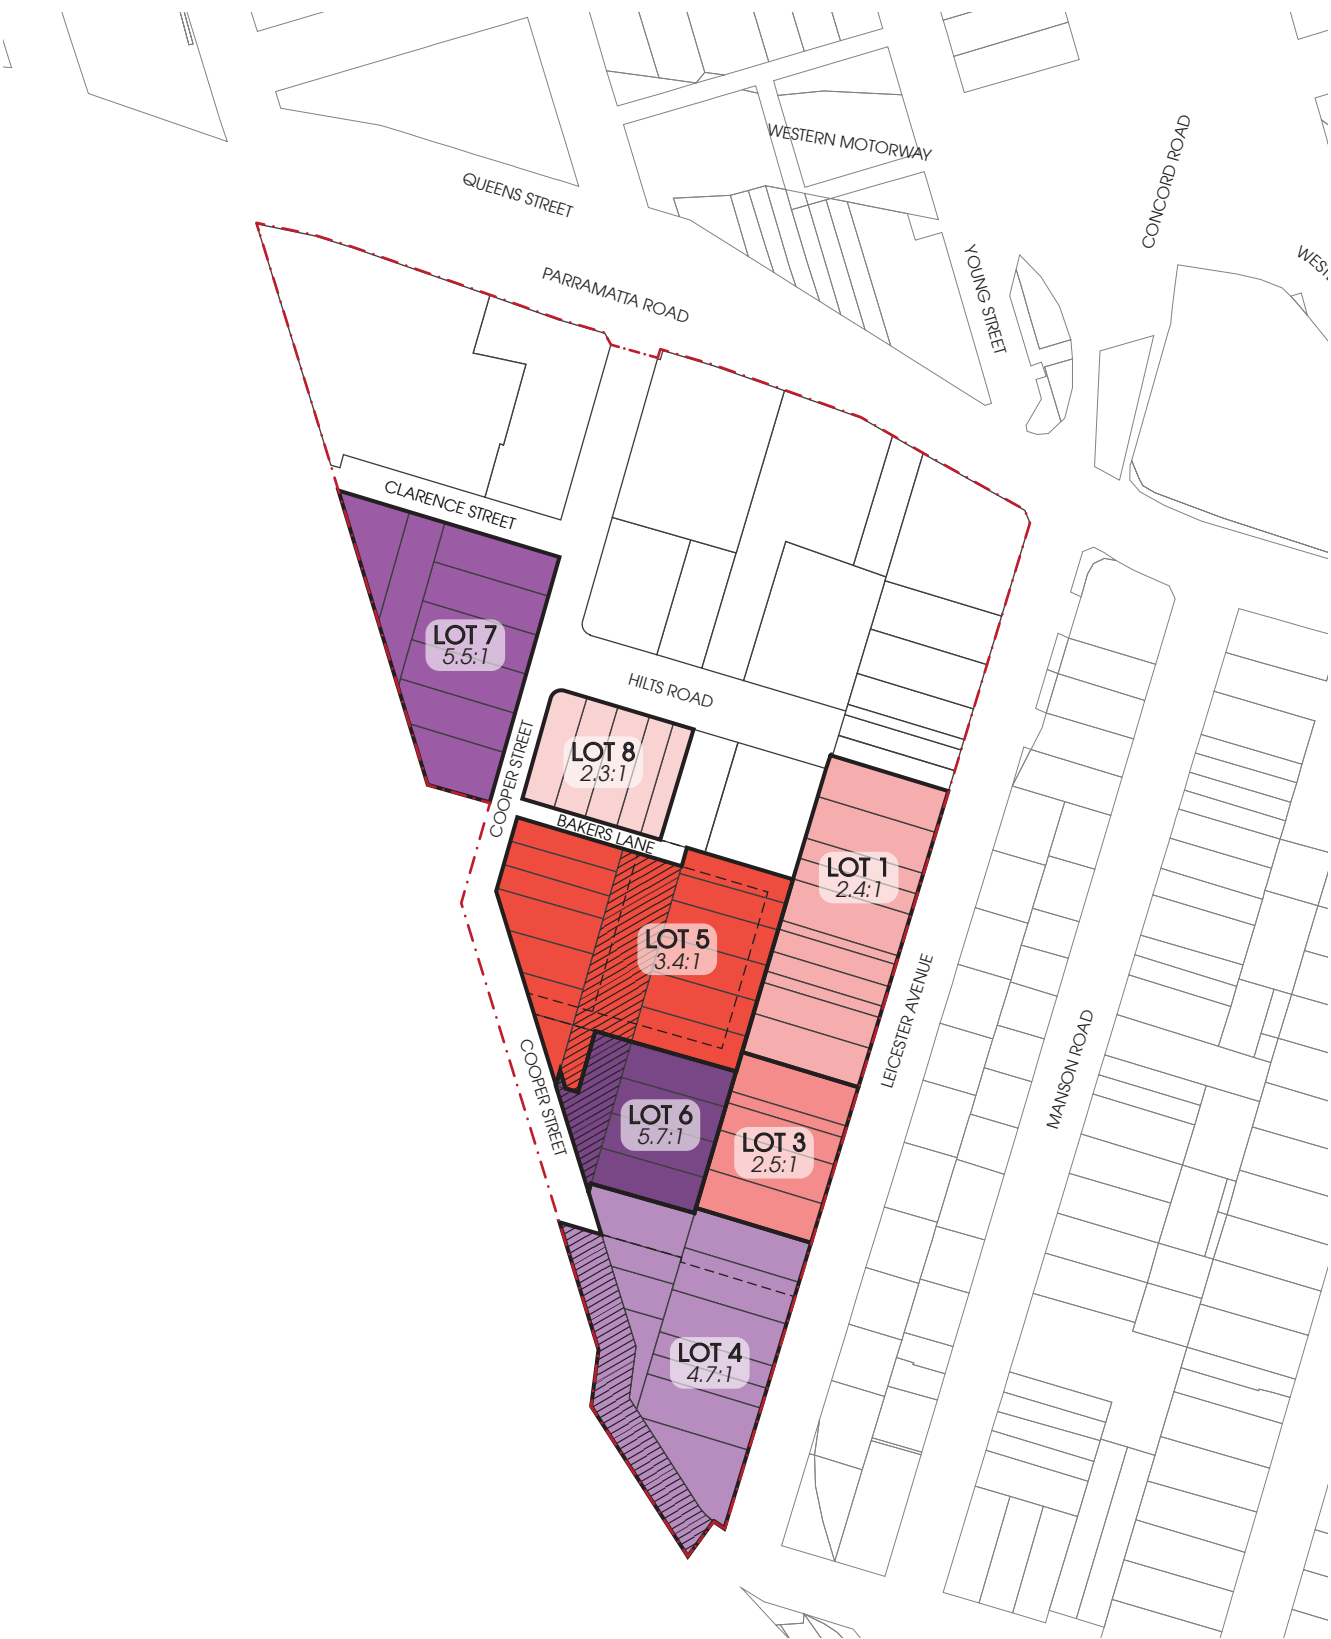 WESTERN MOTORWAY
CONCORD ROAD
QUEENS STREET
PARRAMATTA ROAD
YOUNG STREET
CLARENCE STREET
LOT 7
5.5:1
HILTS ROAD
LOT 8
2.3:1
COOPER STREET
BAKERS LANE
LOT 1
2.4:1
LOT 5
3.4:1
LEICESTER AVENUE
MANSON ROAD
COOPER STREET
LOT 6
5.7:1
LOT 3
2.5:1
LOT 4
4.7:1